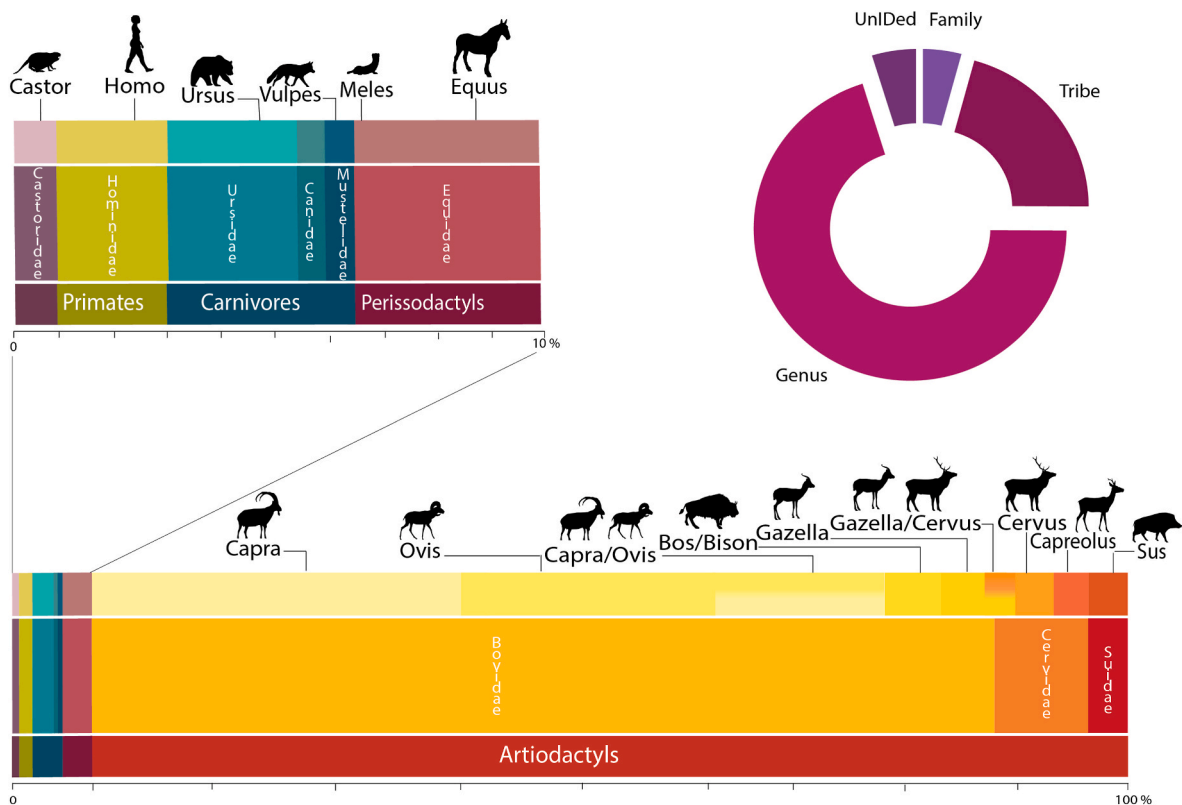 UnIDed Family
Tribe
Genus
Castor
Homo
Ursus
Vulpes
Meles
Equus
Castoridae
Hominidae
Ursidae
Canidae
Mustelidae
Equidae
Primates
Carnivores
Perissodactyls
0
10 %
Capra
Ovis
Capra/Ovis
Bos/Bison
Gazella
Gazella/Cervus
Cervus
Capreolus
Sus
Bovidae
Cervidae
Suidae
Artiodactyls
0
100 %